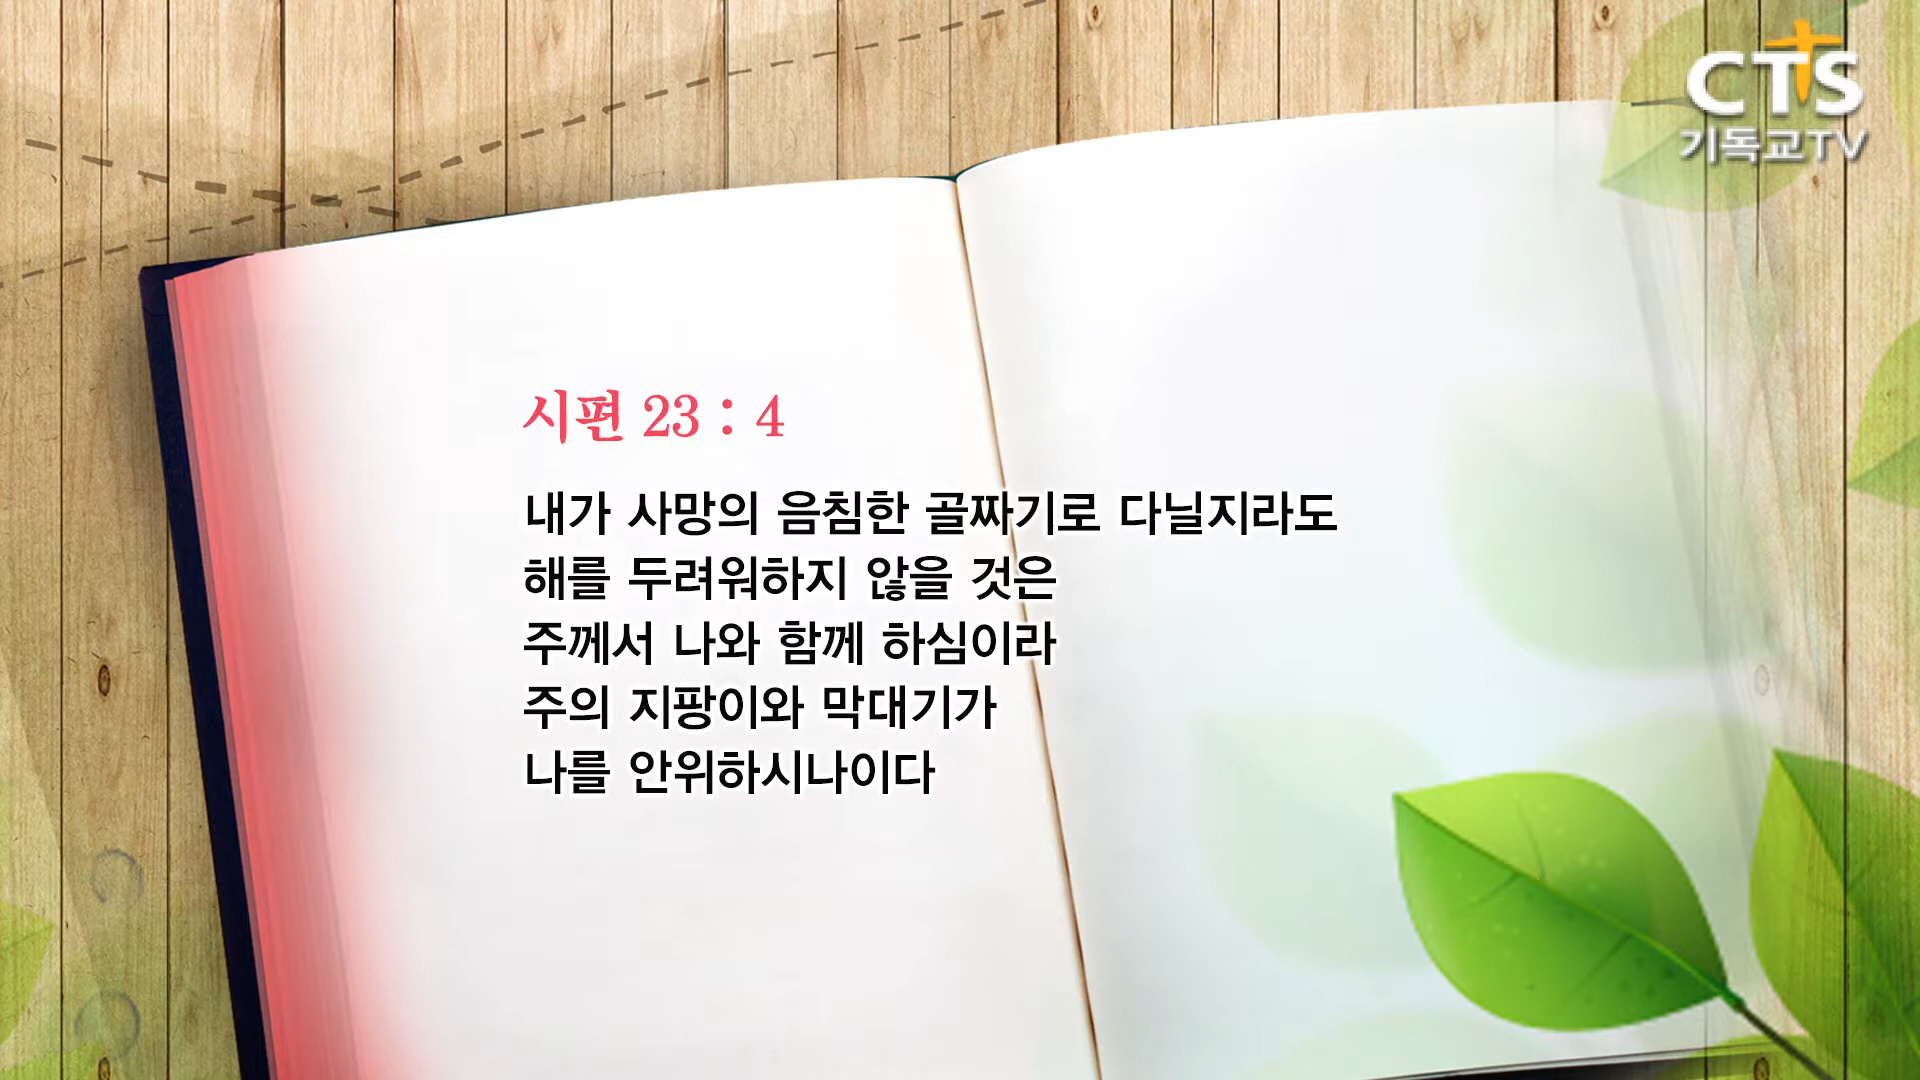 CTS
기독교TV
시편 23 : 4
내가 사망의 음침한 골짜기로 다닐지라도
해를 두려워하지 않을 것은
주께서 나와 함께 하심이라
주의 지팡이와 막대기가
나를 안위하시나이다